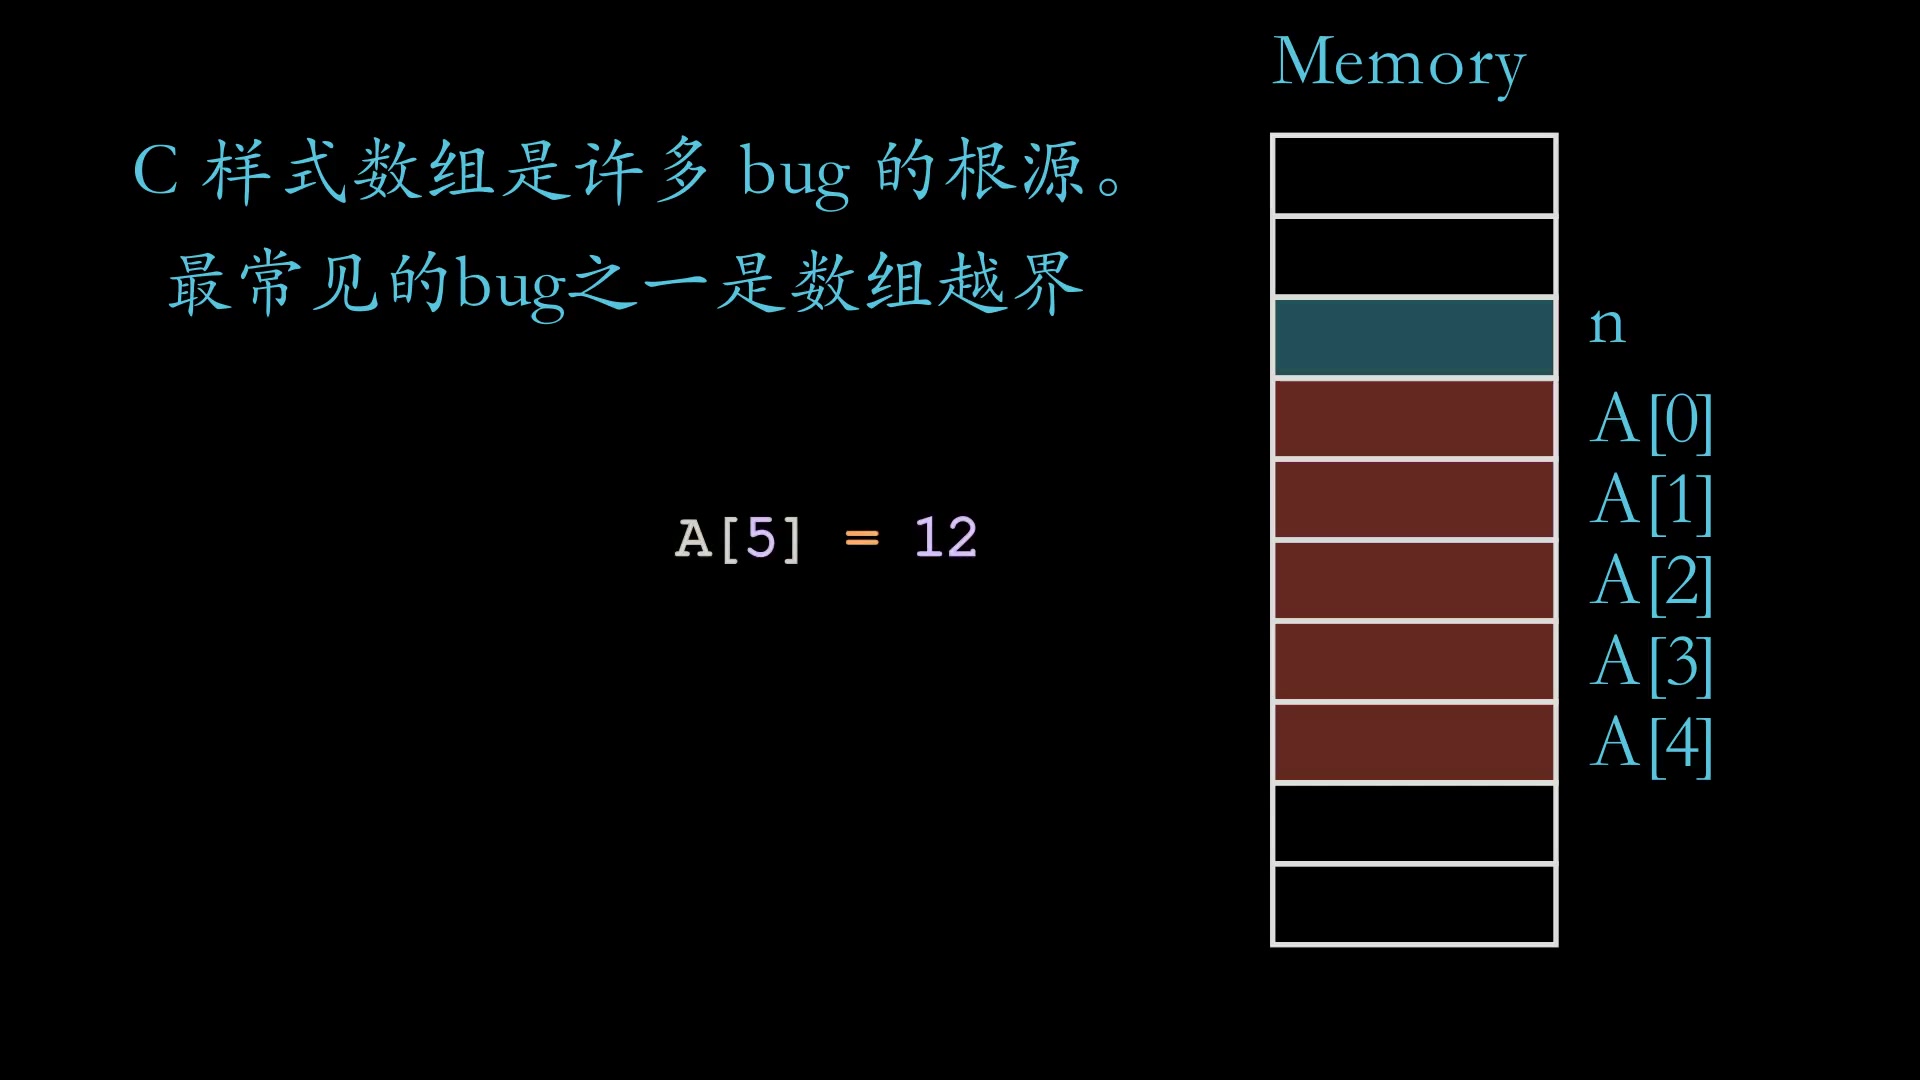 Memory
C 样式数组是许多 bug 的根源。
最常见的bug之一是数组越界
n
A[0]
A[1]
A[5] = 12
A[2]
A[3]
A[4]